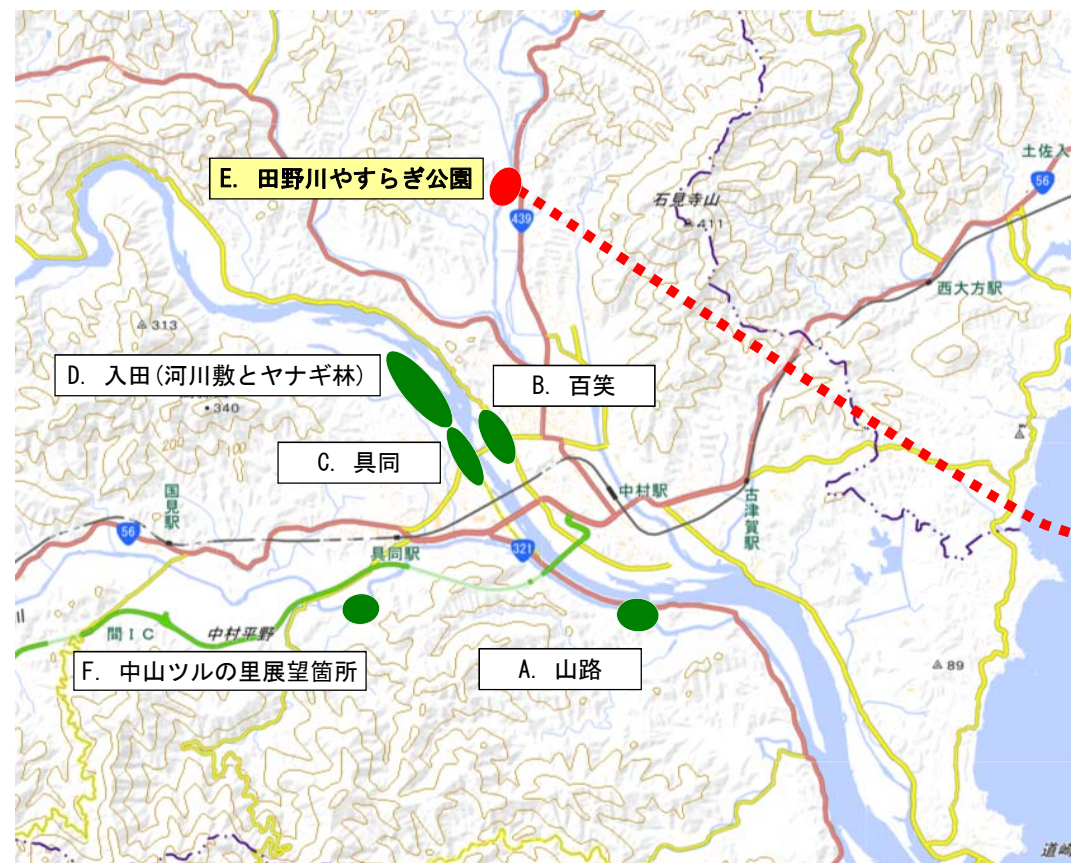 E. 田野川やすらぎ公園
439
石見寺山
411
土佐入
56
西大方駅
313
D. 入田(河川敷とヤナギ林)
B. 百笑
340
C. 具同
国見駅
中村駅
古津賀駅
56
具同駅
321
間IC
中村平野
F. 中山ツルの里展望箇所
A. 山路
89
道崎